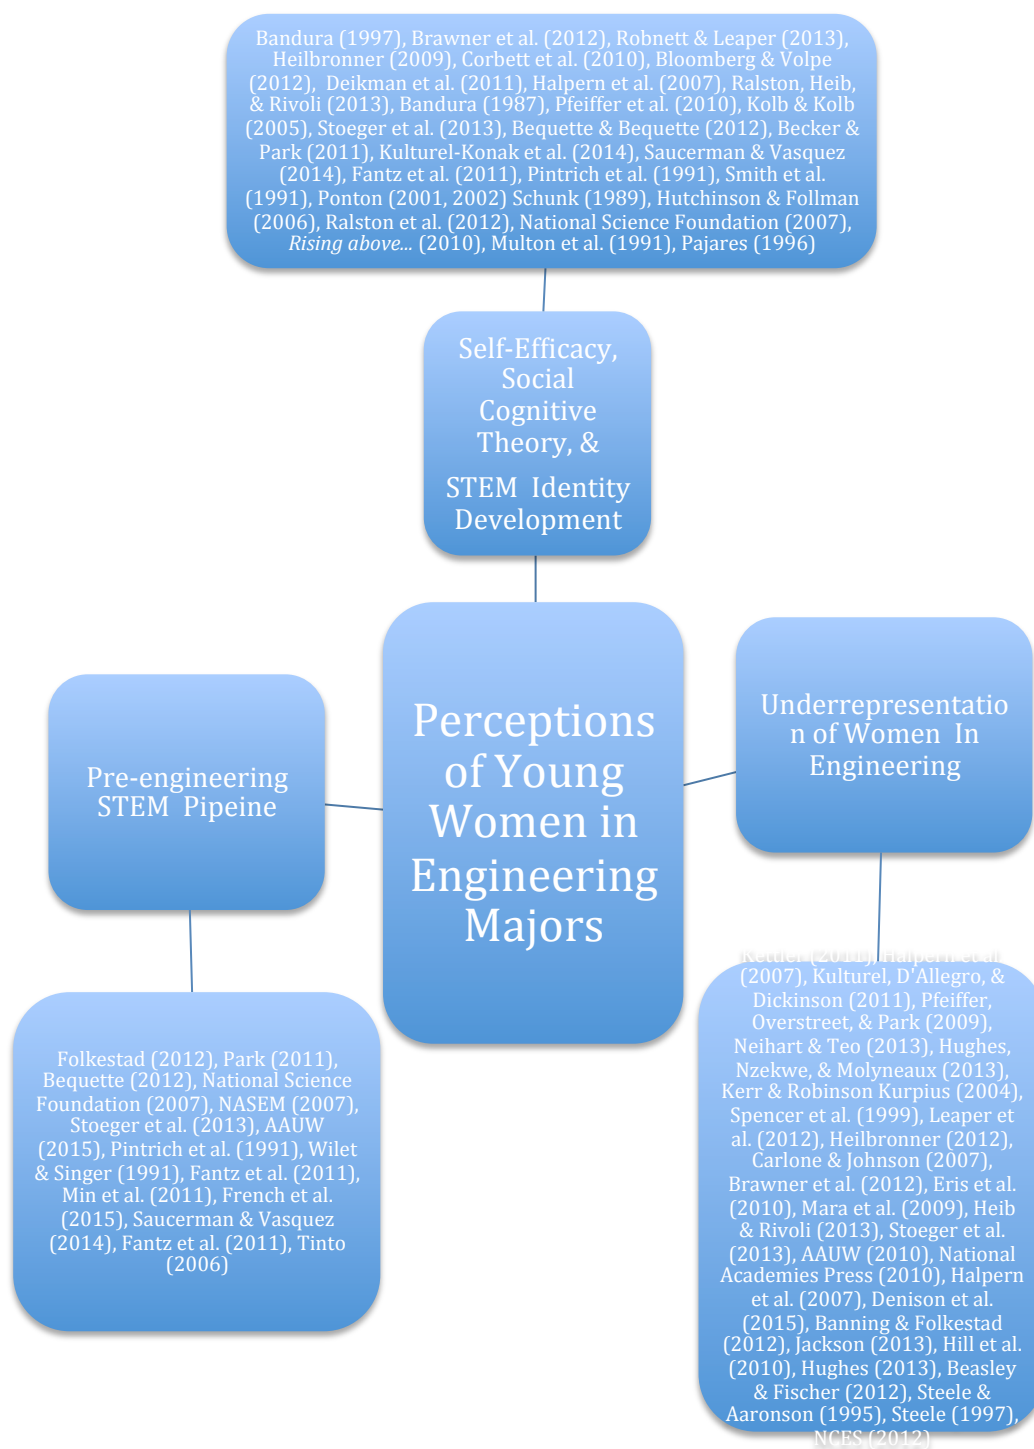 Bandura (1997), Brawner et al. (2012), Robnett & Leaper (2013),
Heilbronner (2009), Corbett et al. (2010), Bloomberg & Volpe
(2012),  Deikman et al. (2011), Halpern et al. (2007), Ralston, Heib,
& Rivoli (2013), Bandura (1987), Pfeiffer et al. (2010), Kolb & Kolb
(2005), Stoeger et al. (2013), Bequette & Bequette (2012), Becker &
Park (2011), Kulturel-Konak et al. (2014), Saucerman & Vasquez
(2014), Fantz et al. (2011), Pintrich et al. (1991), Smith et al.
(1991), Ponton (2001, 2002) Schunk (1989), Hutchinson & Follman
(2006), Ralston et al. (2012), National Science Foundation (2007),
Rising above... (2010), Multon et al. (1991), Pajares (1996)
Self-Efficacy,
Social
Cognitive
Theory, &
STEM  Identity
Development
Perceptions
of Young
Women in
Engineering
Majors
Underrepresentatio
n of Women  In
Engineering
Pre-engineering
STEM  Pipeine
Kettler (2011), Halpern et al.
(2007), Kulturel, D'Allegro, &
Dickinson (2011), Pfeiffer,
Overstreet, & Park (2009),
Neihart & Teo (2013), Hughes,
Nzekwe, & Molyneaux (2013),
Kerr & Robinson Kurpius (2004),
Spencer et al. (1999), Leaper et
al. (2012), Heilbronner (2012),
Carlone & Johnson (2007),
Brawner et al. (2012), Eris et al.
(2010), Mara et al. (2009), Heib
& Rivoli (2013), Stoeger et al.
(2013), AAUW (2010), National
Academies Press (2010), Halpern
et al. (2007), Denison et al.
(2015), Banning & Folkestad
(2012), Jackson (2013), Hill et al.
(2010), Hughes (2013), Beasley
& Fischer (2012), Steele &
Aaronson (1995), Steele (1997),
NCES (2012)
Folkestad (2012), Park (2011),
Bequette (2012), National Science
Foundation (2007), NASEM (2007),
Stoeger et al. (2013), AAUW
(2015), Pintrich et al. (1991), Wilet
& Singer (1991), Fantz et al. (2011),
Min et al. (2011), French et al.
(2015), Saucerman & Vasquez
(2014), Fantz et al. (2011), Tinto
(2006)